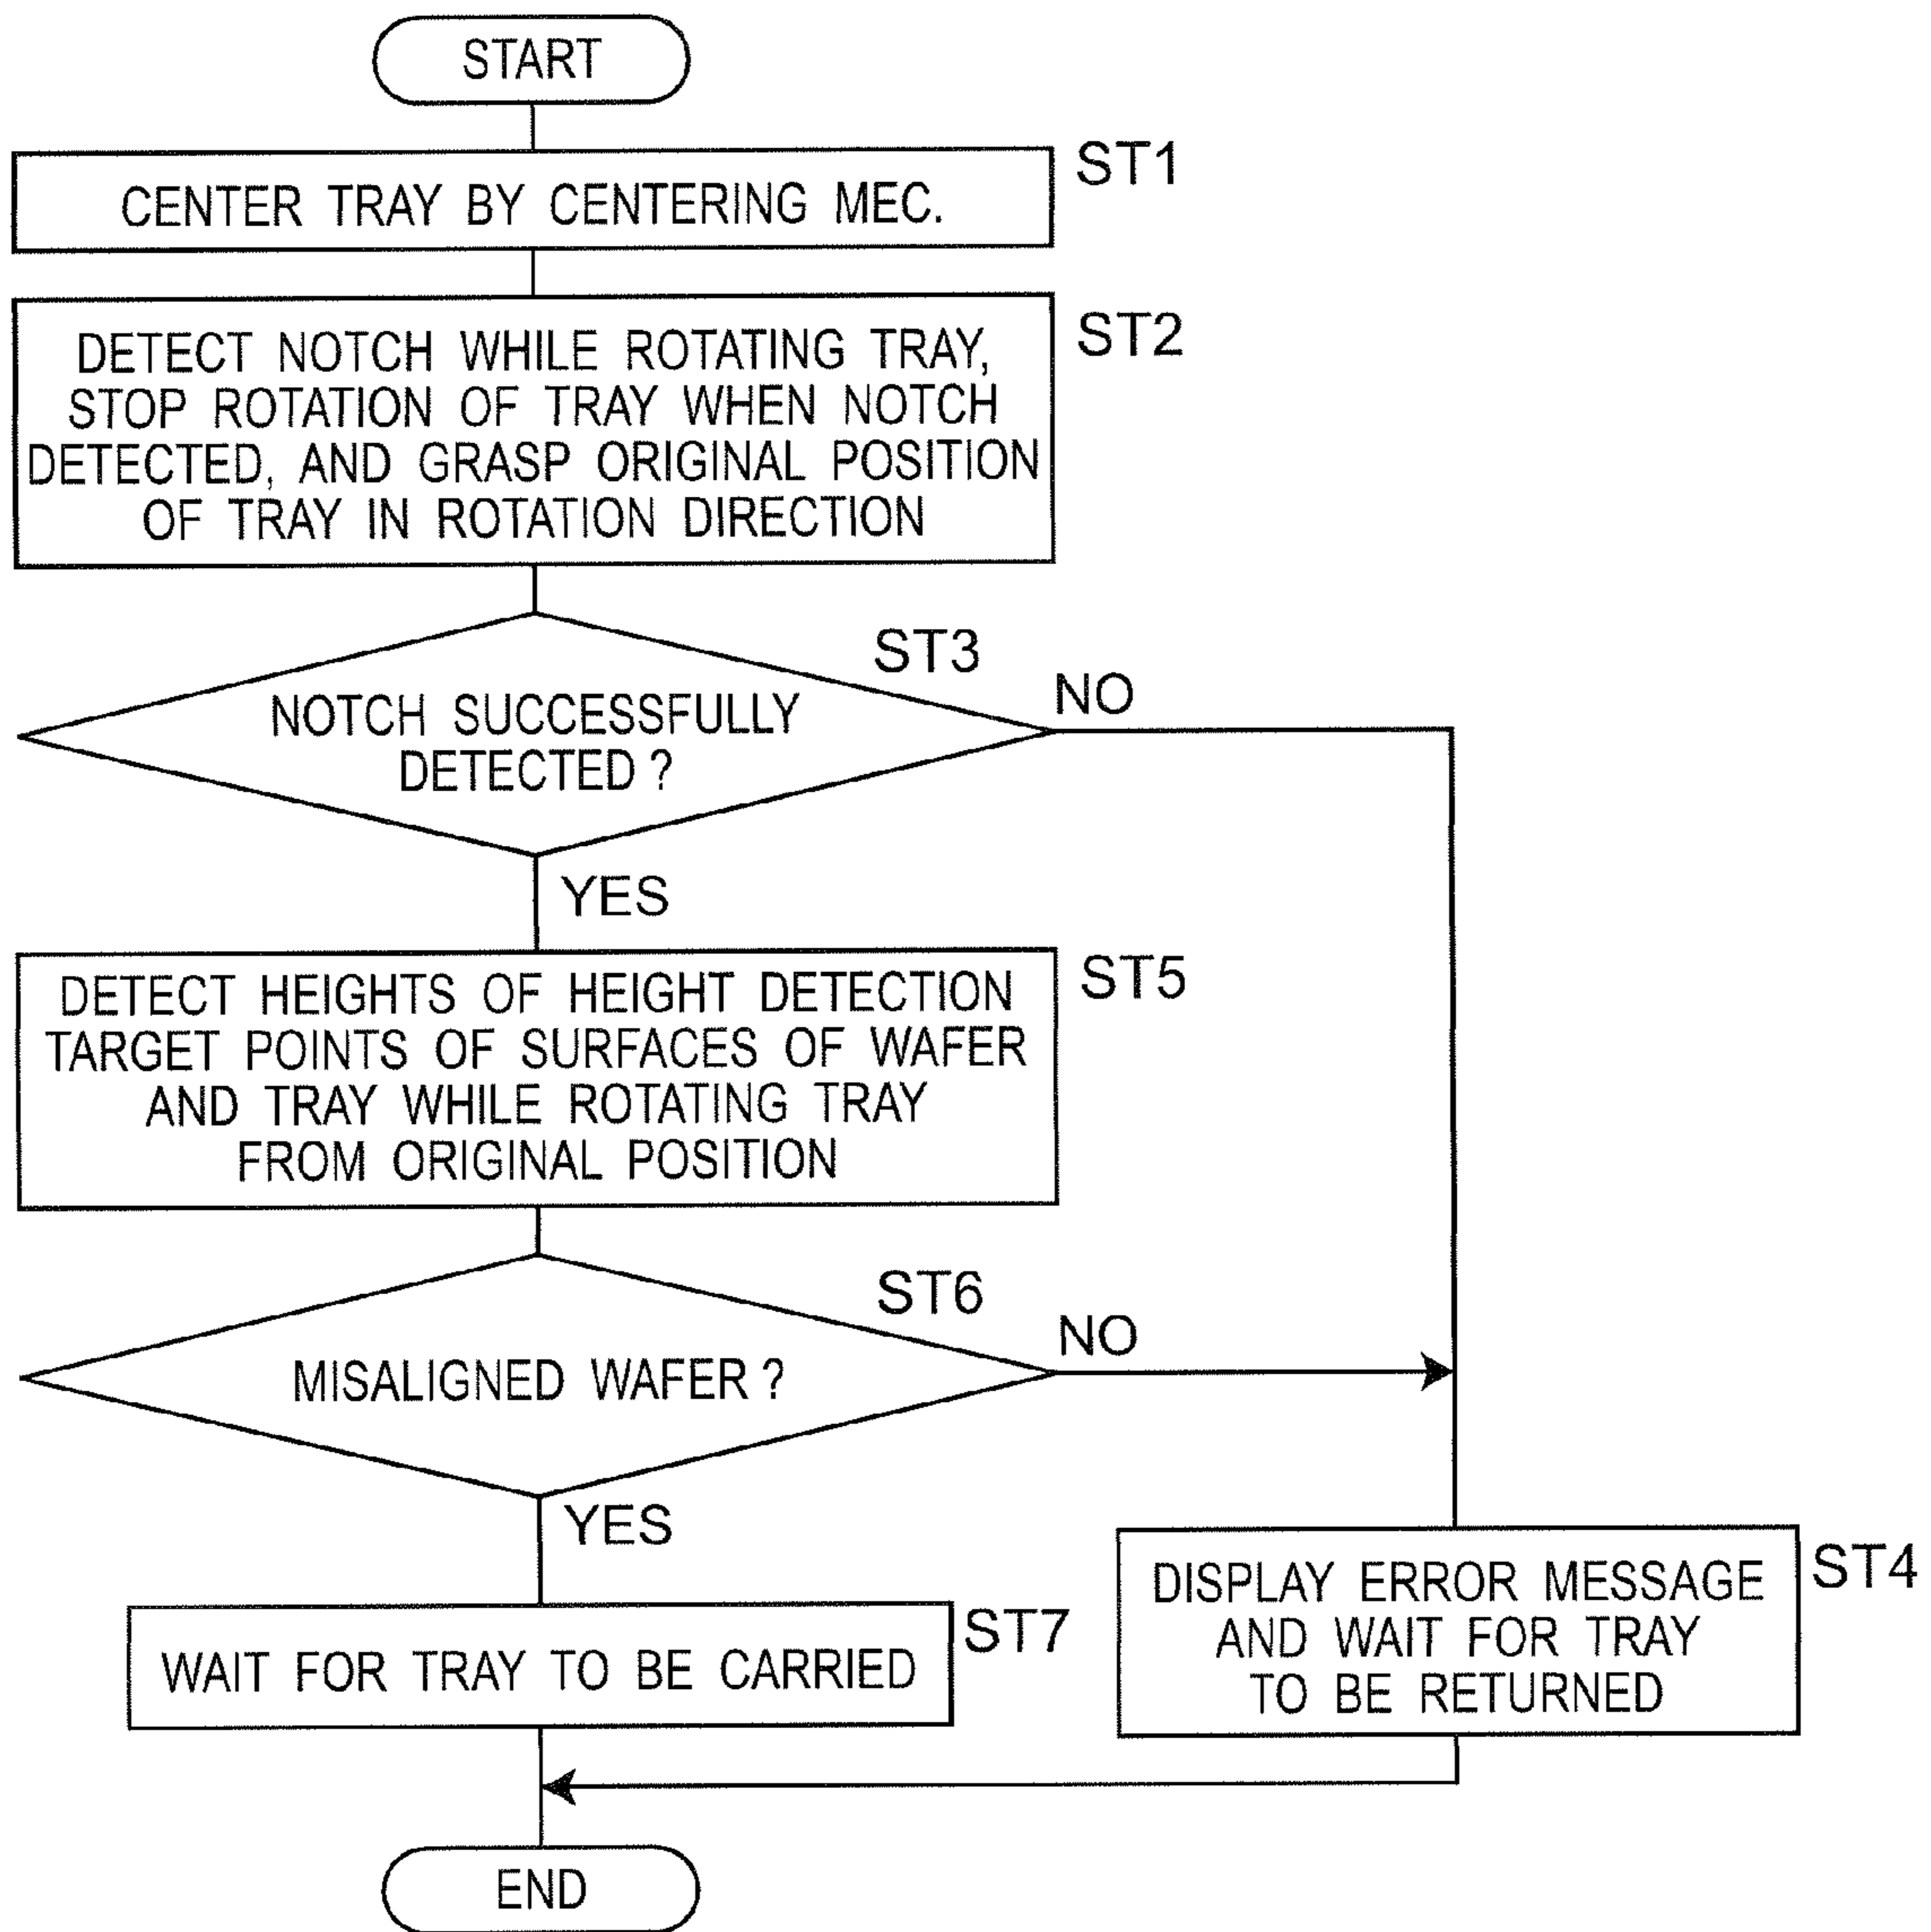 START
CENTER TRAY BY CENTERING MEC.
ST1
DETECT NOTCH WHILE ROTATING TRAY,
STOP ROTATION OF TRAY WHEN NOTCH
DETECTED, AND GRASP ORIGINAL POSITION
OF TRAY IN ROTATION DIRECTION
ST2
ST3
NOTCH SUCCESSFULLY
DETECTED ?
NO
YES
DETECT HEIGHTS OF HEIGHT DETECTION
TARGET POINTS OF SURFACES OF WAFER
AND TRAY WHILE ROTATING TRAY
FROM ORIGINAL POSITION
ST5
ST6
MISALIGNED WAFER ?
NO
YES
WAIT FOR TRAY TO BE CARRIED
ST7
DISPLAY ERROR MESSAGE
AND WAIT FOR TRAY
TO BE RETURNED
ST4
END